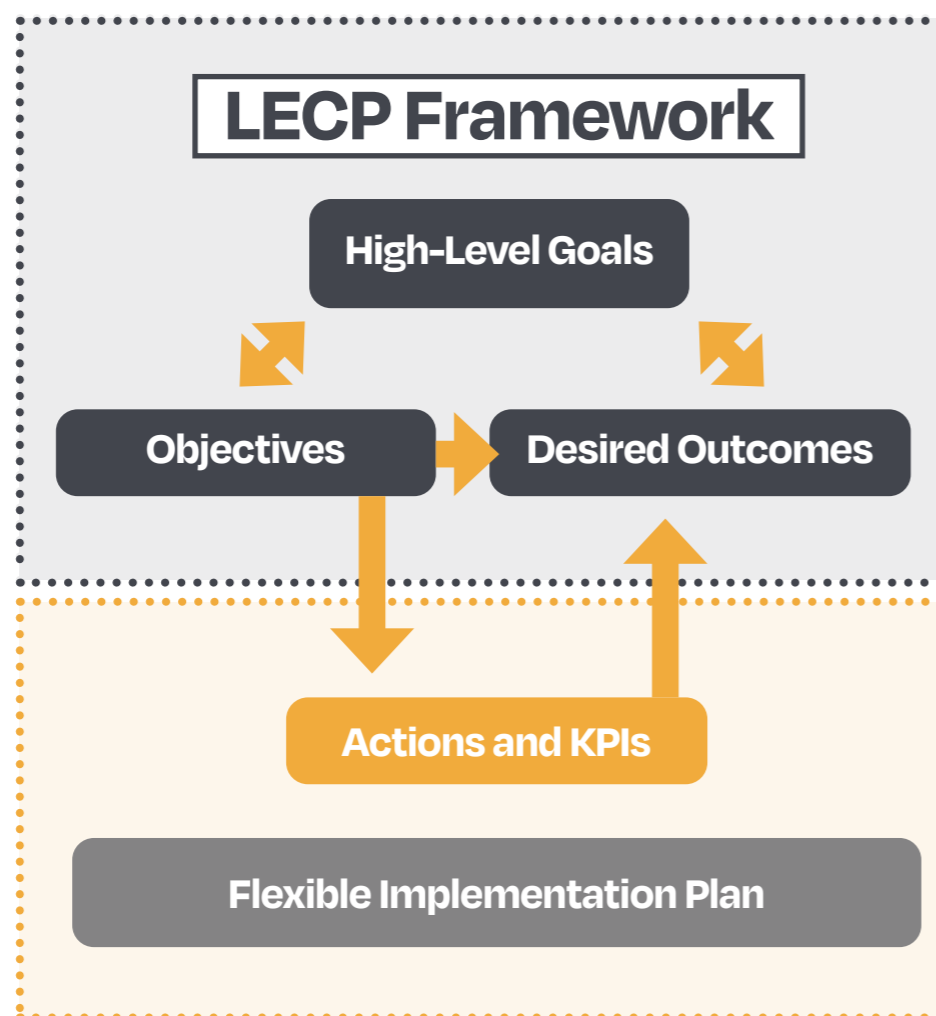 LECP Framework
High-Level Goals
Objectives
Desired Outcomes
Actions and KPIs
Flexible Implementation Plan